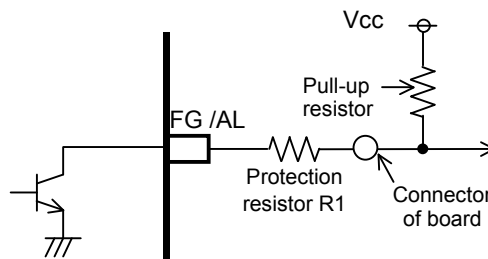 Vcc
Pull-up
resistor
FG /AL
Protection
resistor R1
Connector
of board